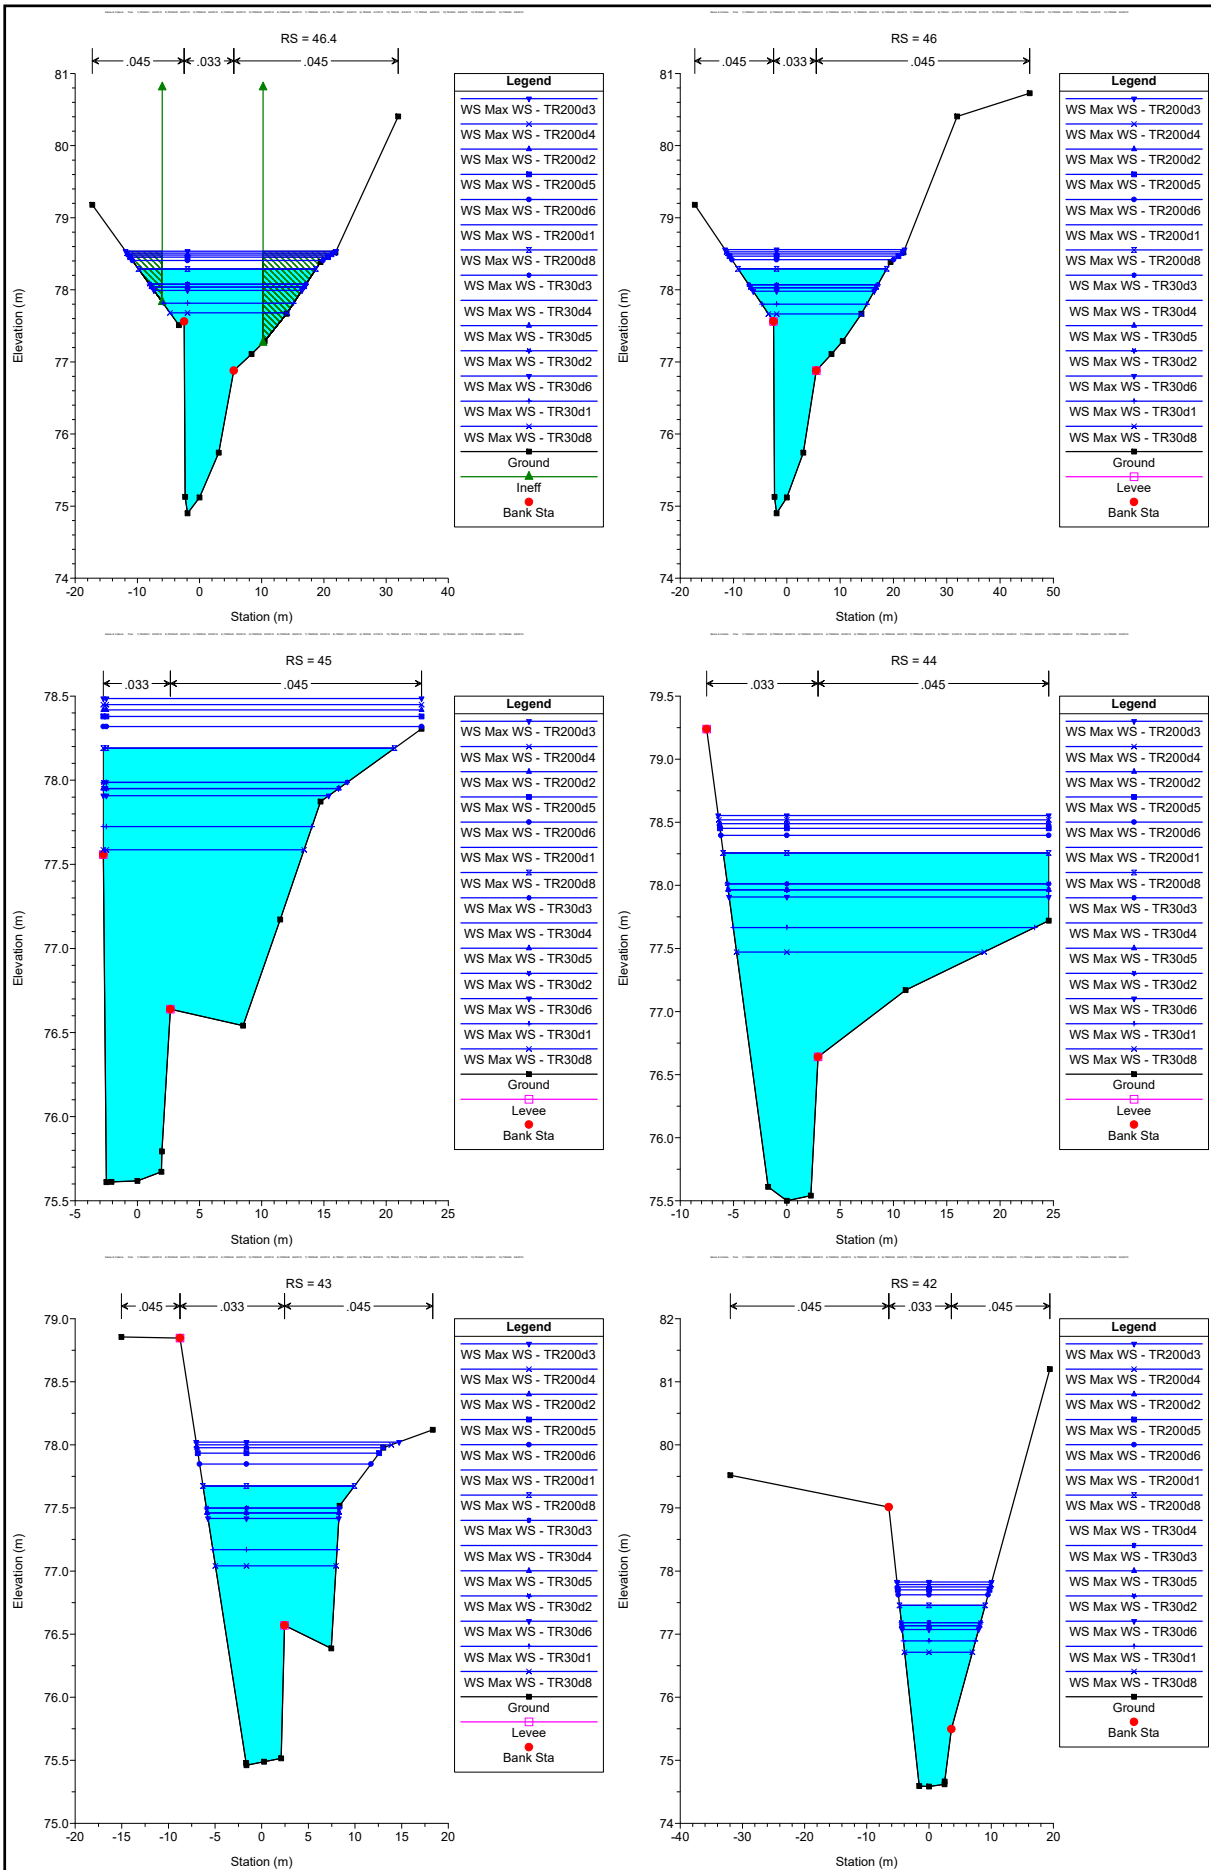 RS = 46.4
.045 .033 .045
81
80
79
78
77
76
75
74
-20 -10 0 10 20 30 40
Elevation (m)
Station (m)
Legend
WS Max WS - TR200d3
WS Max WS - TR200d4
WS Max WS - TR200d2
WS Max WS - TR200d5
WS Max WS - TR200d6
WS Max WS - TR200d1
WS Max WS - TR200d8
WS Max WS - TR30d3
WS Max WS - TR30d4
WS Max WS - TR30d5
WS Max WS - TR30d2
WS Max WS - TR30d6
WS Max WS - TR30d1
WS Max WS - TR30d8
Ground
Ineff
Bank Sta
RS = 46
.045 .033 .045
81
80
79
78
77
76
75
74
-20 -10 0 10 20 30 40 50
Elevation (m)
Station (m)
Legend
WS Max WS - TR200d3
WS Max WS - TR200d4
WS Max WS - TR200d2
WS Max WS - TR200d5
WS Max WS - TR200d6
WS Max WS - TR200d1
WS Max WS - TR200d8
WS Max WS - TR30d3
WS Max WS - TR30d4
WS Max WS - TR30d5
WS Max WS - TR30d2
WS Max WS - TR30d6
WS Max WS - TR30d1
WS Max WS - TR30d8
Ground
Levee
Bank Sta
RS = 45
.033 .045
78.5
78.0
77.5
77.0
76.5
76.0
75.5
-5 0 5 10 15 20 25
Elevation (m)
Station (m)
Legend
WS Max WS - TR200d3
WS Max WS - TR200d4
WS Max WS - TR200d2
WS Max WS - TR200d5
WS Max WS - TR200d6
WS Max WS - TR200d1
WS Max WS - TR200d8
WS Max WS - TR30d3
WS Max WS - TR30d4
WS Max WS - TR30d5
WS Max WS - TR30d2
WS Max WS - TR30d6
WS Max WS - TR30d1
WS Max WS - TR30d8
Ground
Levee
Bank Sta
RS = 44
.033 .045
79.5
79.0
78.5
78.0
77.5
77.0
76.5
76.0
75.5
-10 -5 0 5 10 15 20 25
Elevation (m)
Station (m)
Legend
WS Max WS - TR200d3
WS Max WS - TR200d4
WS Max WS - TR200d2
WS Max WS - TR200d5
WS Max WS - TR200d6
WS Max WS - TR200d1
WS Max WS - TR200d8
WS Max WS - TR30d3
WS Max WS - TR30d4
WS Max WS - TR30d5
WS Max WS - TR30d2
WS Max WS - TR30d6
WS Max WS - TR30d1
WS Max WS - TR30d8
Ground
Levee
Bank Sta
RS = 43
.045 .033 .045
79.0
78.5
78.0
77.5
77.0
76.5
76.0
75.5
75.0
-20 -15 -10 -5 0 5 10 15 20
Elevation (m)
Station (m)
Legend
WS Max WS - TR200d3
WS Max WS - TR200d4
WS Max WS - TR200d2
WS Max WS - TR200d5
WS Max WS - TR200d6
WS Max WS - TR200d1
WS Max WS - TR200d8
WS Max WS - TR30d3
WS Max WS - TR30d4
WS Max WS - TR30d5
WS Max WS - TR30d2
WS Max WS - TR30d6
WS Max WS - TR30d1
WS Max WS - TR30d8
Ground
Levee
Bank Sta
RS = 42
.045 .033 .045
82
81
80
79
78
77
76
75
74
-40 -30 -20 -10 0 10 20
Elevation (m)
Station (m)
Legend
WS Max WS - TR200d3
WS Max WS - TR200d4
WS Max WS - TR200d2
WS Max WS - TR200d5
WS Max WS - TR200d6
WS Max WS - TR200d1
WS Max WS - TR200d8
WS Max WS - TR30d4
WS Max WS - TR30d3
WS Max WS - TR30d5
WS Max WS - TR30d2
WS Max WS - TR30d6
WS Max WS - TR30d1
WS Max WS - TR30d8
Ground
Bank Sta